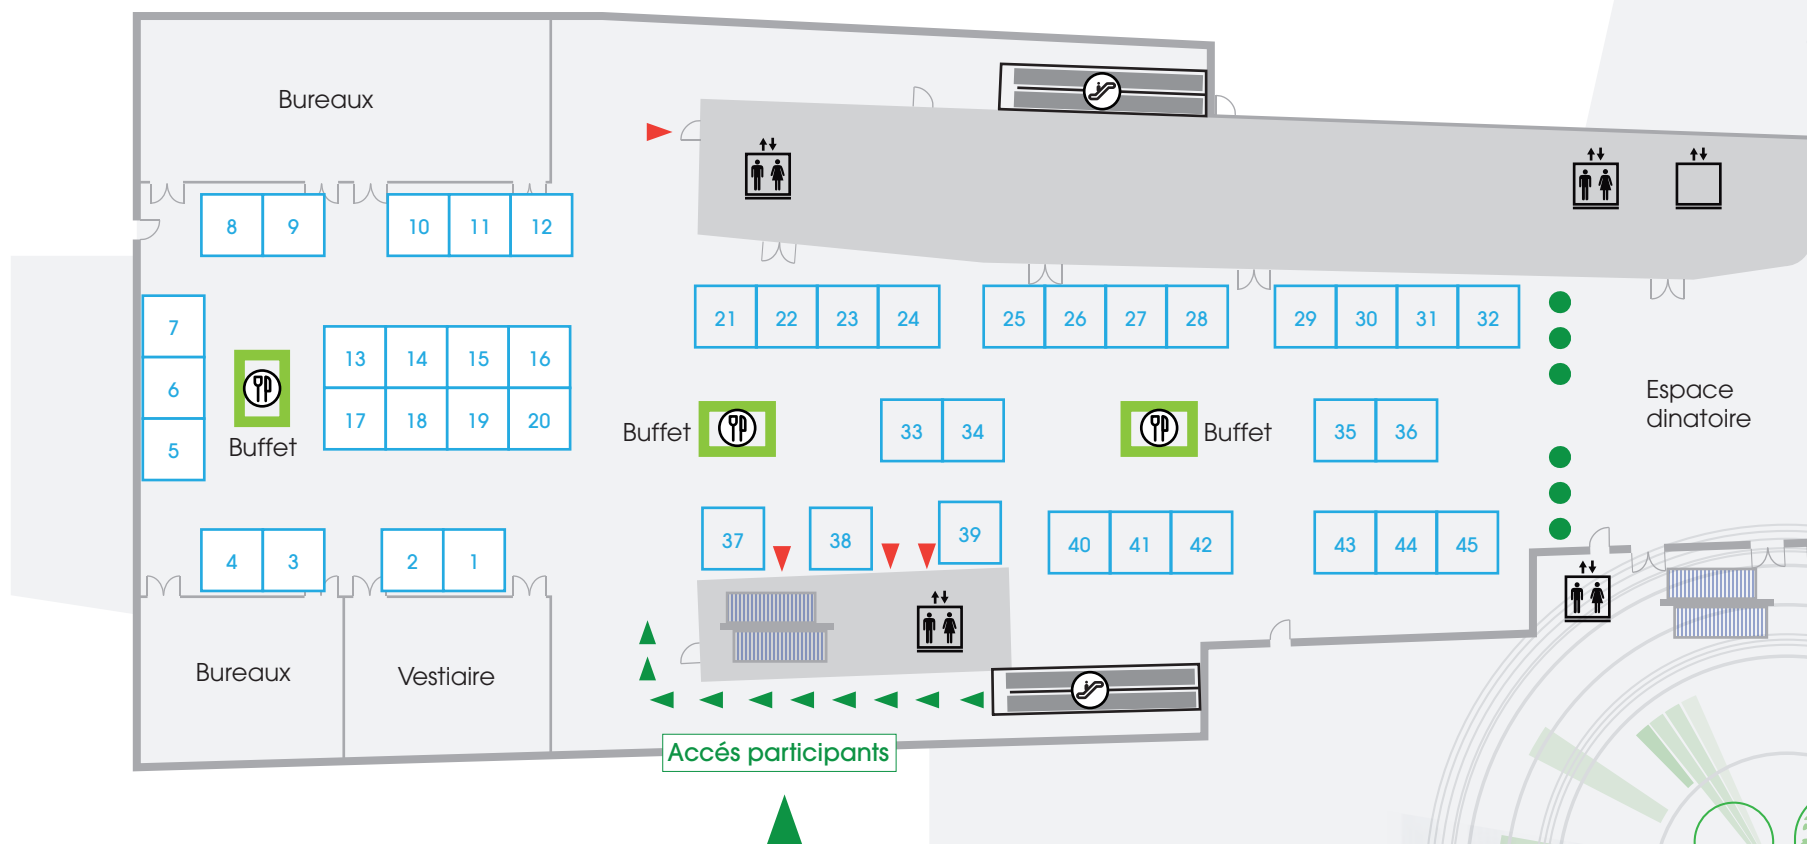 Bureaux
8 9 10 11 12
7
6
5
Buffet
13 14 15 16
17 18 19 20
21 22 23 24 25 26 27 28 29 30 31 32
Espace
dinatoire
Buffet
33 34
Buffet
35 36
37 38 39 40 41 42 43 44 45
4 3 2 1
Bureaux
Vestiaire
Accés participants